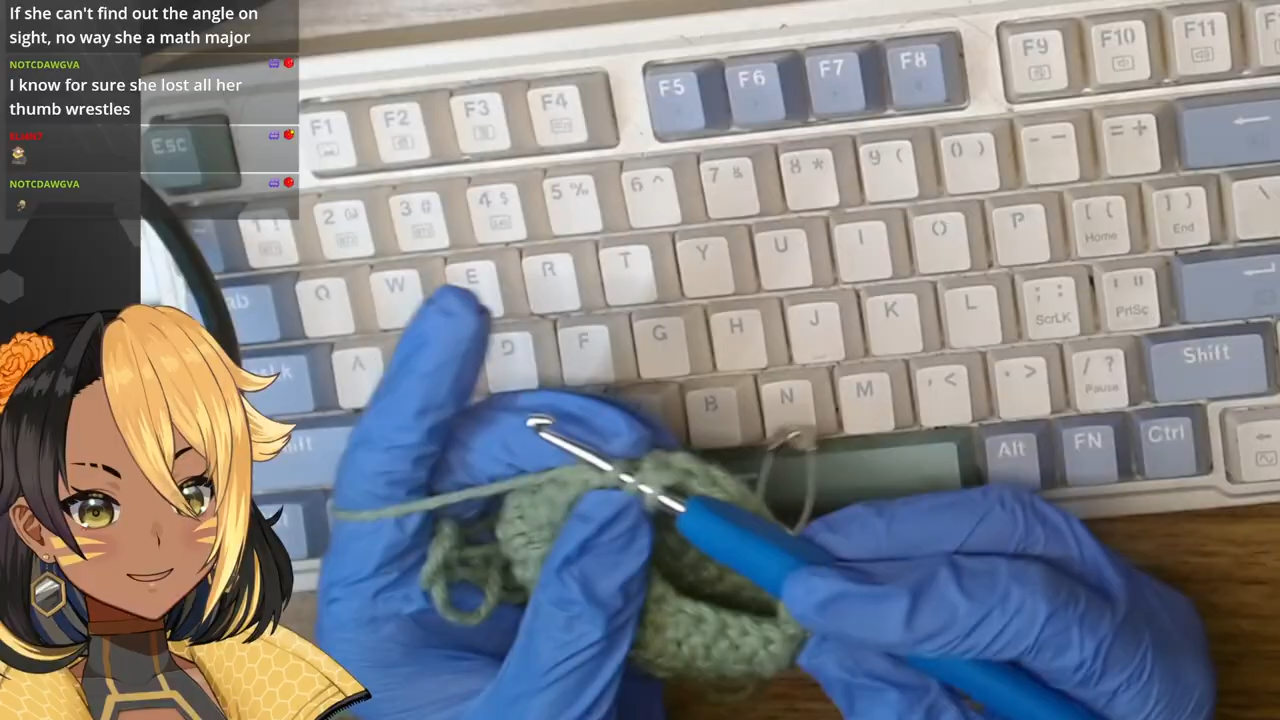 If she can't find out the angle on
sight, no way she a math major
NOTCDAWGVA
I know for sure she lost all her
thumb wrestles
NOTCDAWGVA
Esc F1 F2 F3 F4 F5 F6 F7 F8 F9 F10 F11
1 ! 2 @ 3 # 4 $ 5 % 6 ^ 7 & 8 * 9 ( 0 ) - = +
Q W E R T Y U I O P [ { Home ] } End \
A D F G H J K L ; : ScrLK ' " PrtSc
B N M , < . > / ? Pause Shift
Alt FN Ctrl